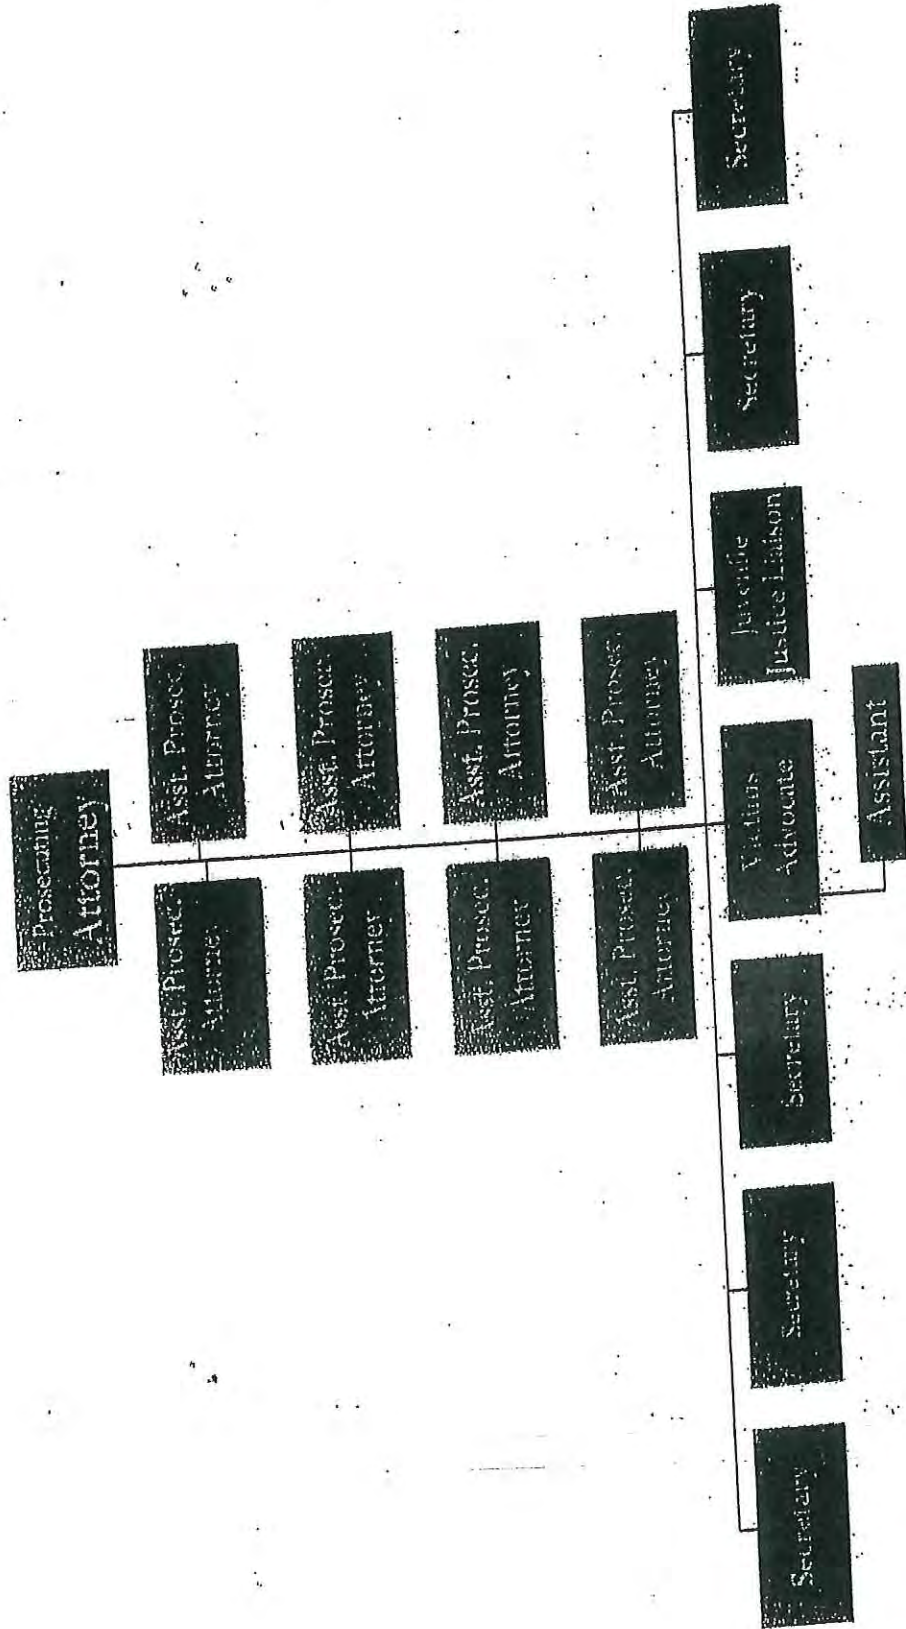 Prosecuting
Attorney
Asst. Prosec.
Attorney
Asst. Prosec.
Attorney
Asst. Prosec.
Attorney
Asst. Prosec.
Attorney
Asst. Prosec.
Attorney
Asst. Prosec.
Attorney
Asst. Prosec.
Attorney
Asst. Prosec.
Attorney
Secretary
Secretary
Secretary
Victims
Advocate
Juvenile
Justice Liaison
Secretary
Secretary
Assistant